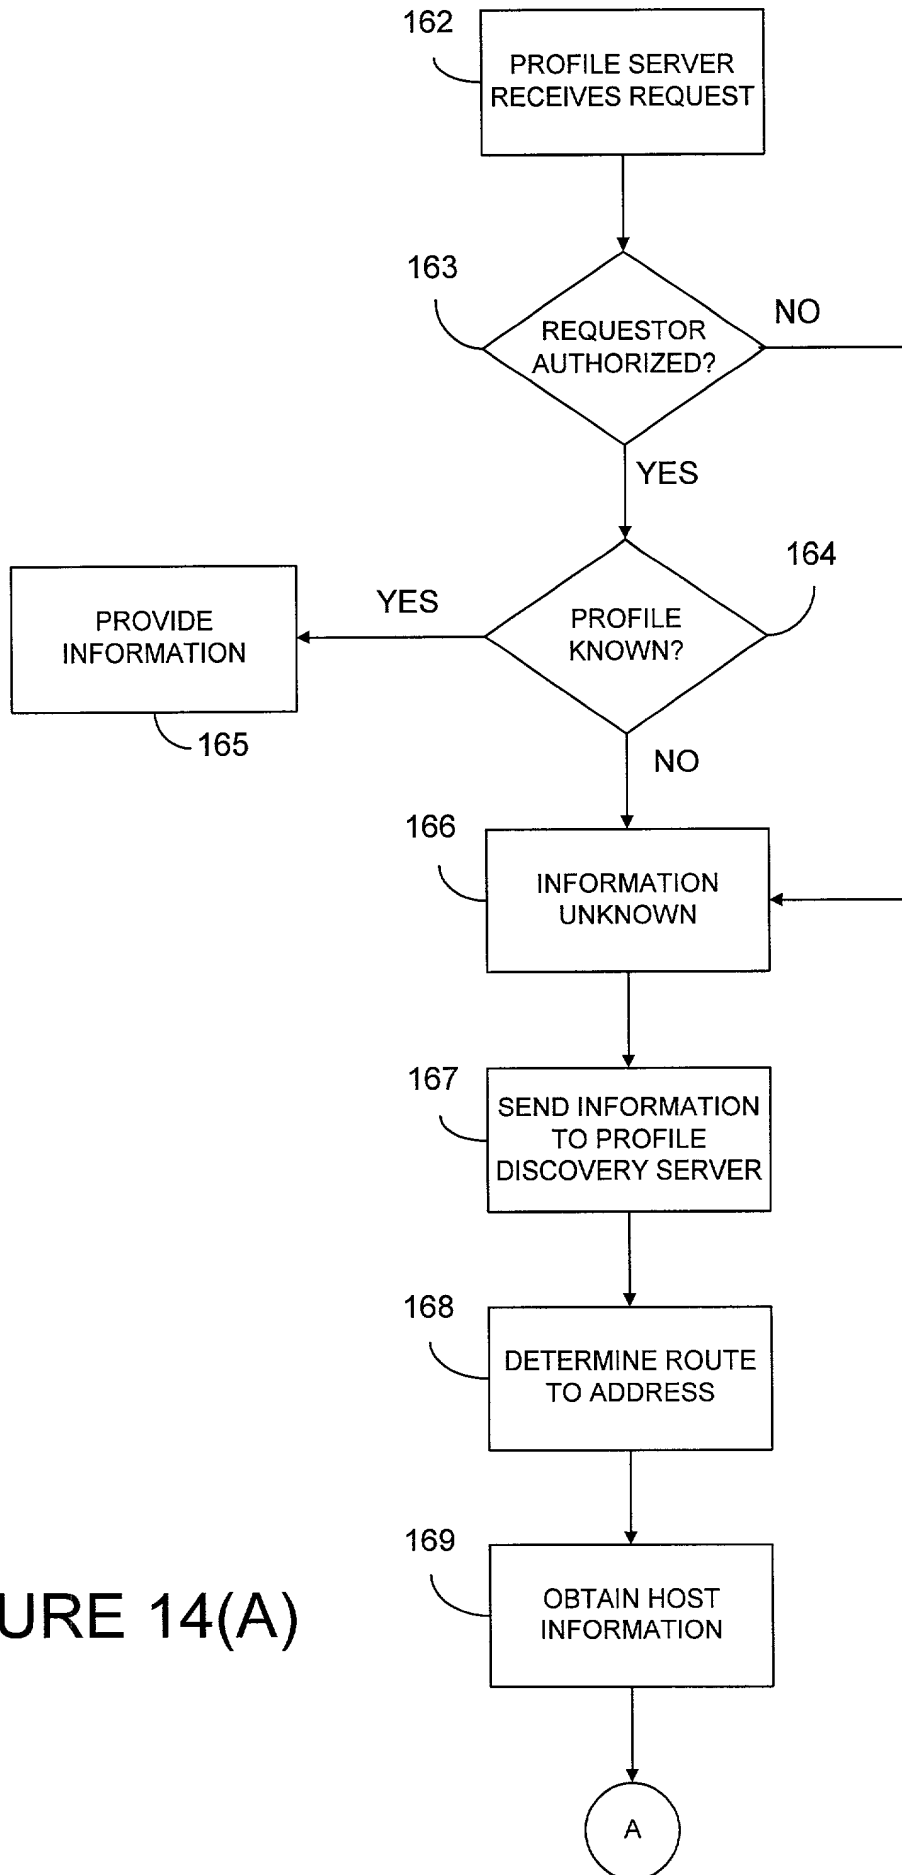 162
PROFILE SERVER
RECEIVES REQUEST
163
REQUESTOR
AUTHORIZED?
NO
YES
164
PROFILE
KNOWN?
YES
PROVIDE
INFORMATION
165
NO
166
INFORMATION
UNKNOWN
167
SEND INFORMATION
TO PROFILE
DISCOVERY SERVER
168
DETERMINE ROUTE
TO ADDRESS
169
OBTAIN HOST
INFORMATION
URE 14(A)
A